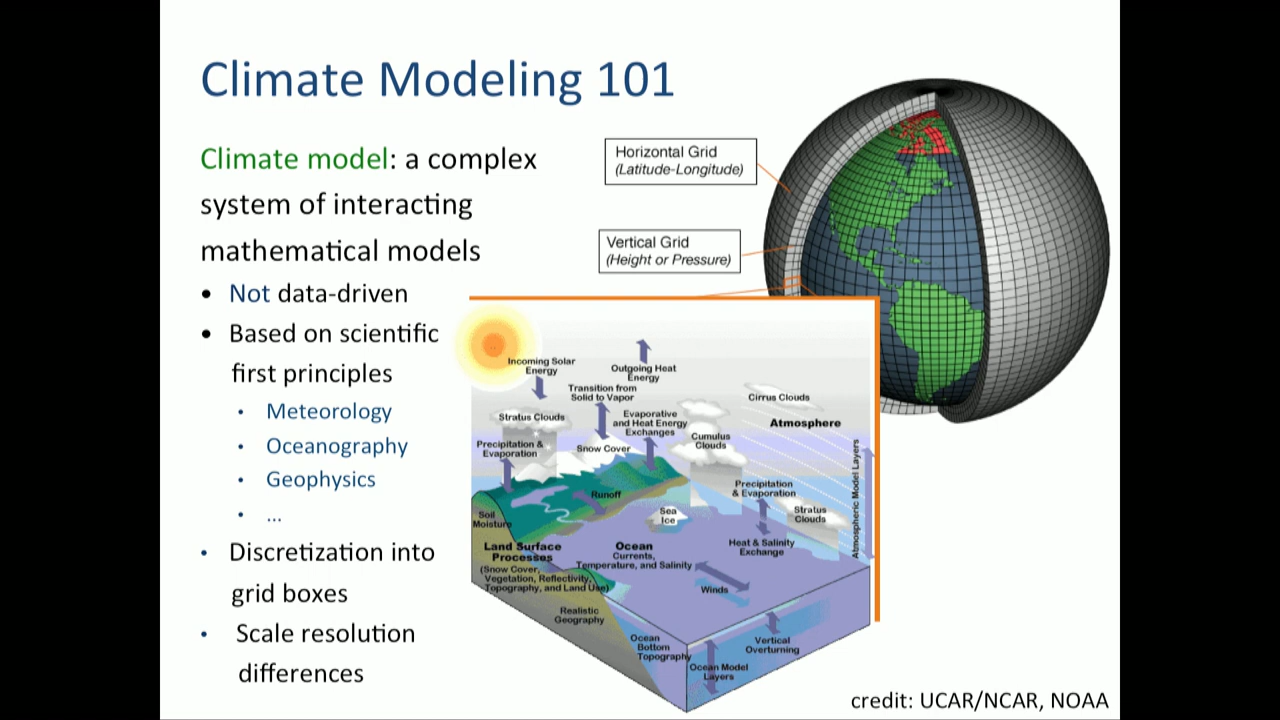 Climate Modeling 101
Climate model: a complex
system of interacting
mathematical models
• Not data-driven
• Based on scientific
first principles
• Meteorology
• Oceanography
• Geophysics
• ...
• Discretization into
grid boxes
• Scale resolution
differences
Horizontal Grid
(Latitude-Longitude)
Vertical Grid
(Height or Pressure)
Incoming Solar
Energy
Outgoing Heat
Energy
Transition from
Solid to Vapor
Cirrus Clouds
Stratus Clouds
Evaporative
and Heat Energy
Exchanges
Atmosphere
Precipitation &
Evaporation
Snow Cover
Cumulus
Clouds
Atmospheric Model Layers
Precipitation
& Evaporation
Runoff
Soil
Moisture
Sea
Ice
Stratus
Clouds
Land Surface
Processes
(Snow Cover,
Vegetation, Reflectivity,
Topography, and Land Use)
Ocean
Currents,
Temperature, and Salinity
Heat & Salinity
Exchange
Winds
Realistic
Geography
Ocean
Bottom
Topography
Vertical
Overturning
Ocean Model
Layers
credit: UCAR/NCAR, NOAA